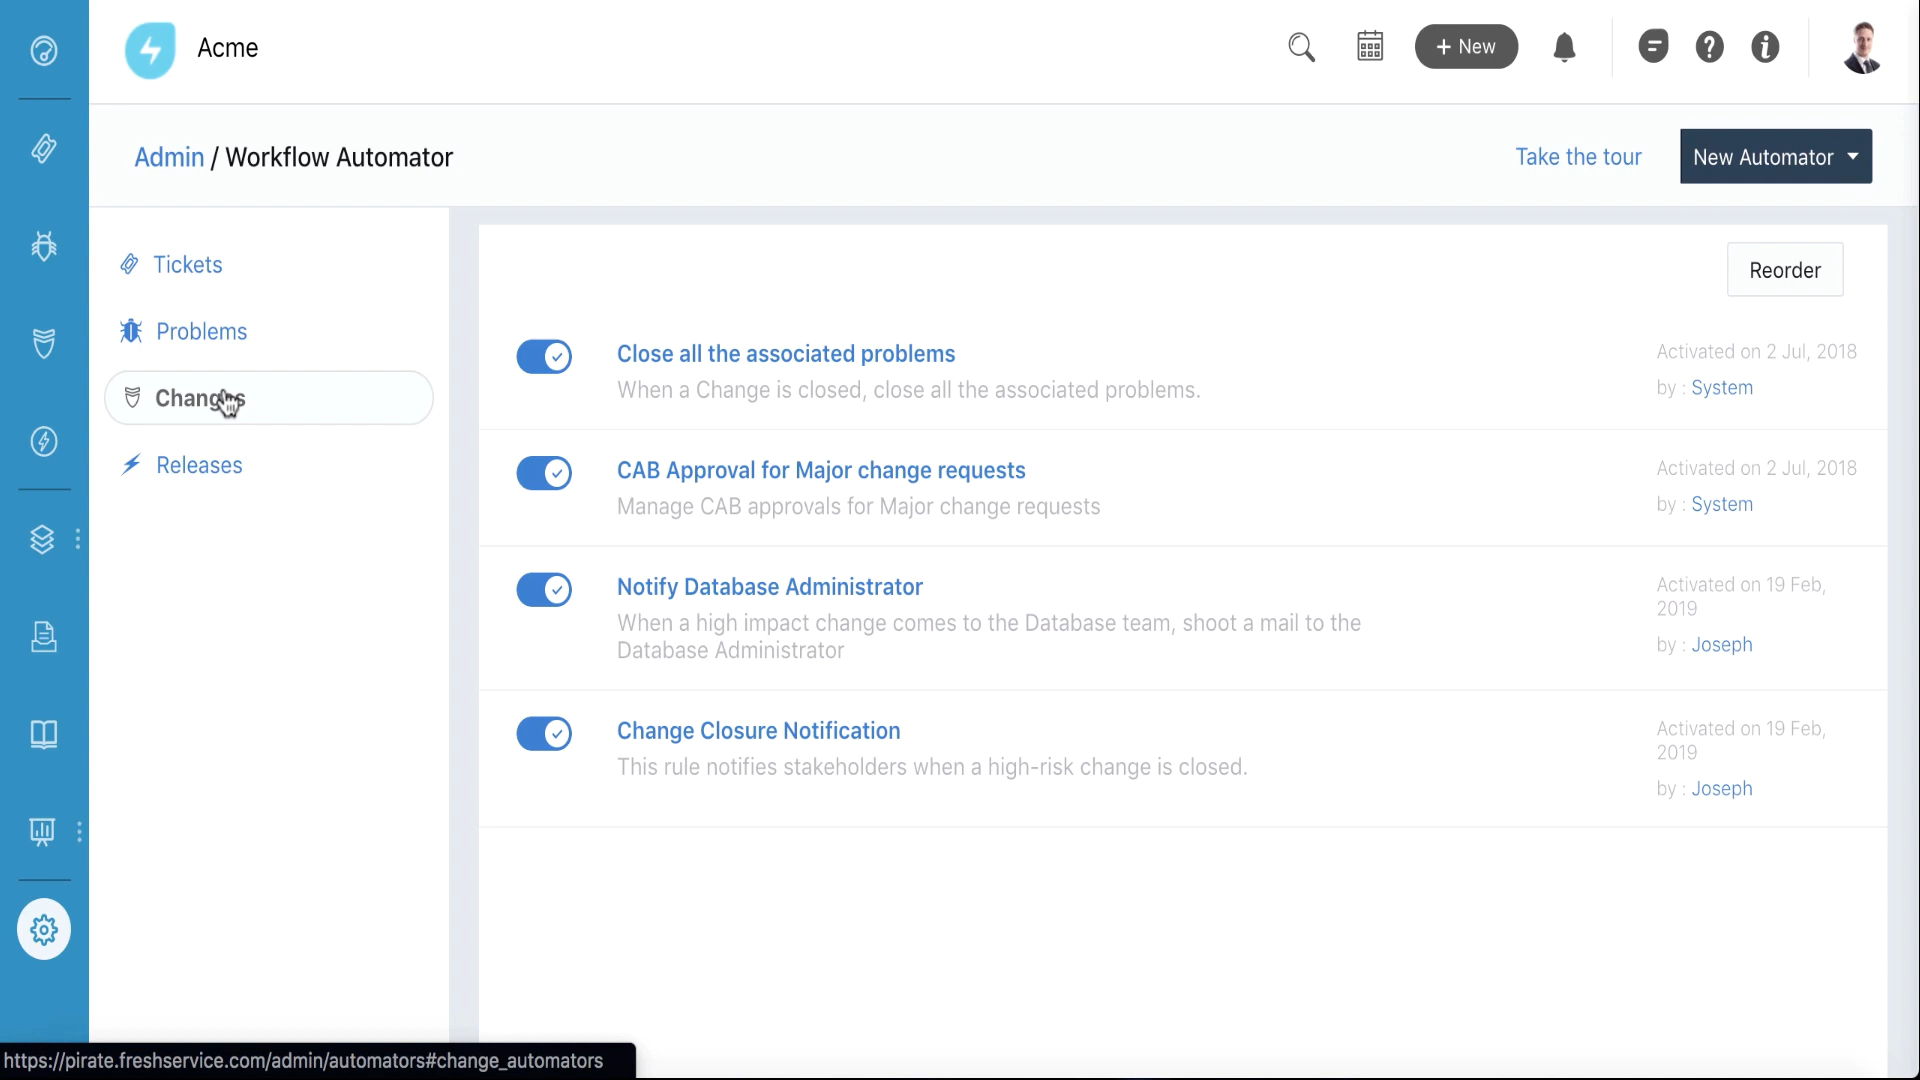 Acme
+ New
Admin / Workflow Automator
Take the tour
New Automator
Tickets
Problems
Changes
Releases
Reorder
Close all the associated problems
When a Change is closed, close all the associated problems.
Activated on 2 Jul, 2018
by : System
CAB Approval for Major change requests
Manage CAB approvals for Major change requests
Activated on 2 Jul, 2018
by : System
Notify Database Administrator
When a high impact change comes to the Database team, shoot a mail to the
Database Administrator
Activated on 19 Feb,
2019
by : Joseph
Change Closure Notification
This rule notifies stakeholders when a high-risk change is closed.
Activated on 19 Feb,
2019
by : Joseph
https://pirate.freshservice.com/admin/automators#change_automators